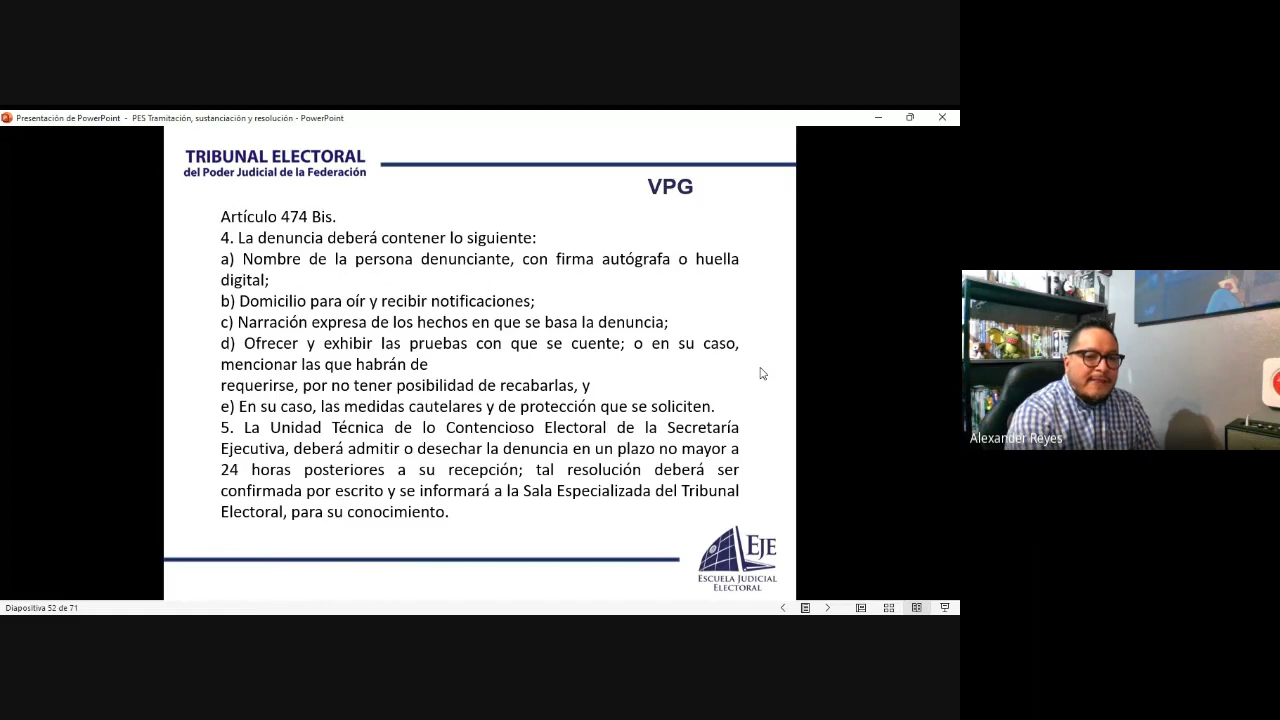 Presentación de PowerPoint - PES Tramitación, sustanciación y resolución - PowerPoint
TRIBUNAL ELECTORAL
del Poder Judicial de la Federación
VPG
Artículo 474 Bis.
4. La denuncia deberá contener lo siguiente:
a) Nombre de la persona denunciante, con firma autógrafa o huella
digital;
b) Domicilio para oír y recibir notificaciones;
c) Narración expresa de los hechos en que se basa la denuncia;
d) Ofrecer y exhibir las pruebas con que se cuente; o en su caso,
mencionar las que habrán de
requerirse, por no tener posibilidad de recabarlas, y
e) En su caso, las medidas cautelares y de protección que se soliciten.
5. La Unidad Técnica de lo Contencioso Electoral de la Secretaría
Ejecutiva, deberá admitir o desechar la denuncia en un plazo no mayor a
24 horas posteriores a su recepción; tal resolución deberá ser
confirmada por escrito y se informará a la Sala Especializada del Tribunal
Electoral, para su conocimiento.
EJE
ESCUELA JUDICIAL
ELECTORAL
Diapositiva 52 de 71
Alexander Reyes